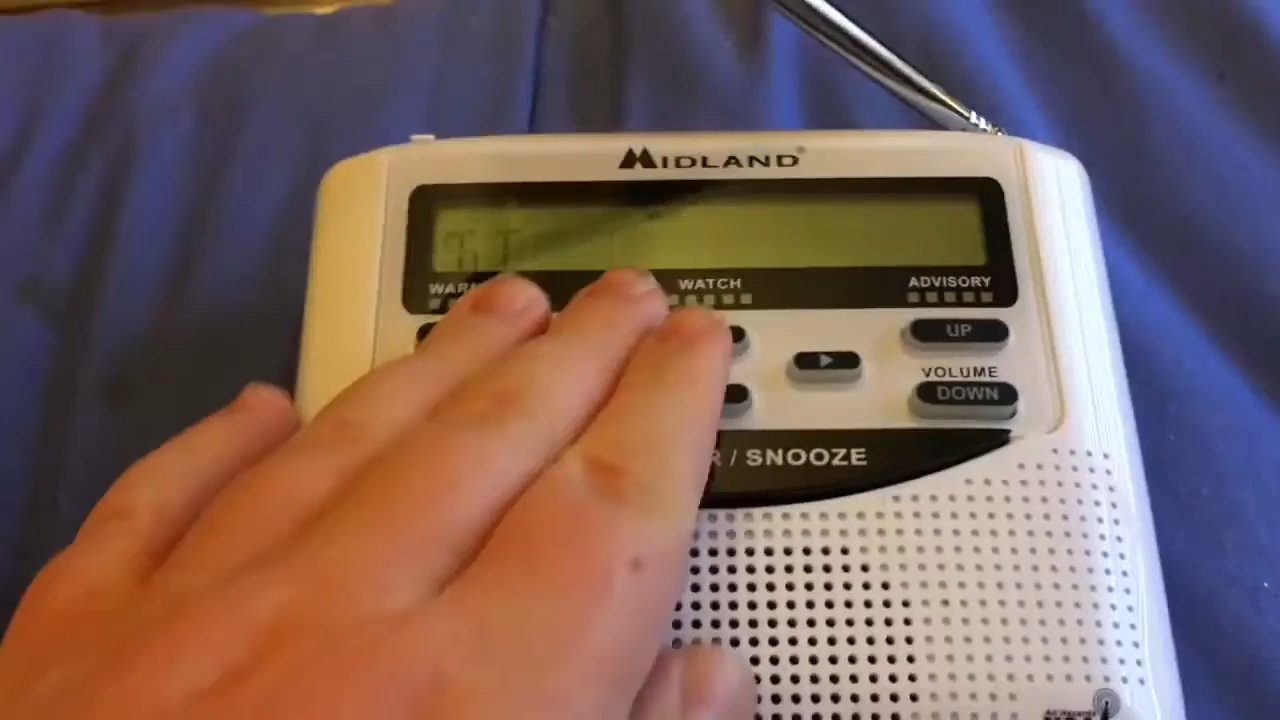 MIDLAND
WATCH
ADVISORY
UP
VOLUME
DOWN
/ SNOOZE